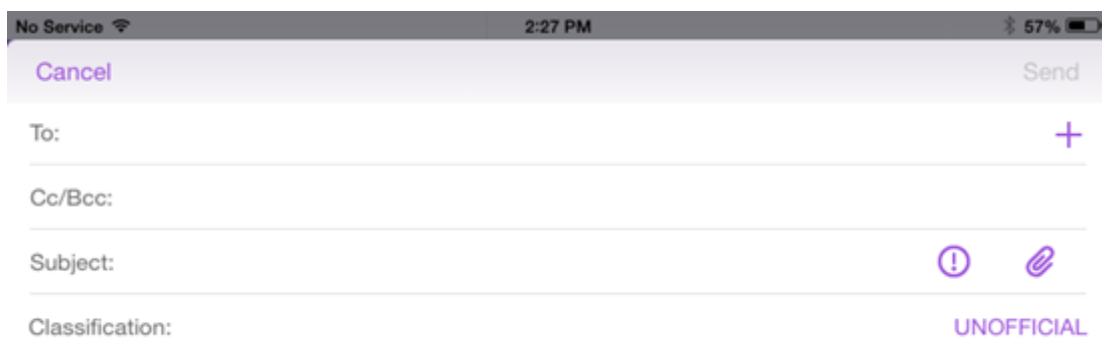 No Service 2:27 PM 57%
Cancel Send
To:
Cc/Bcc:
Subject:
Classification: UNOFFICIAL